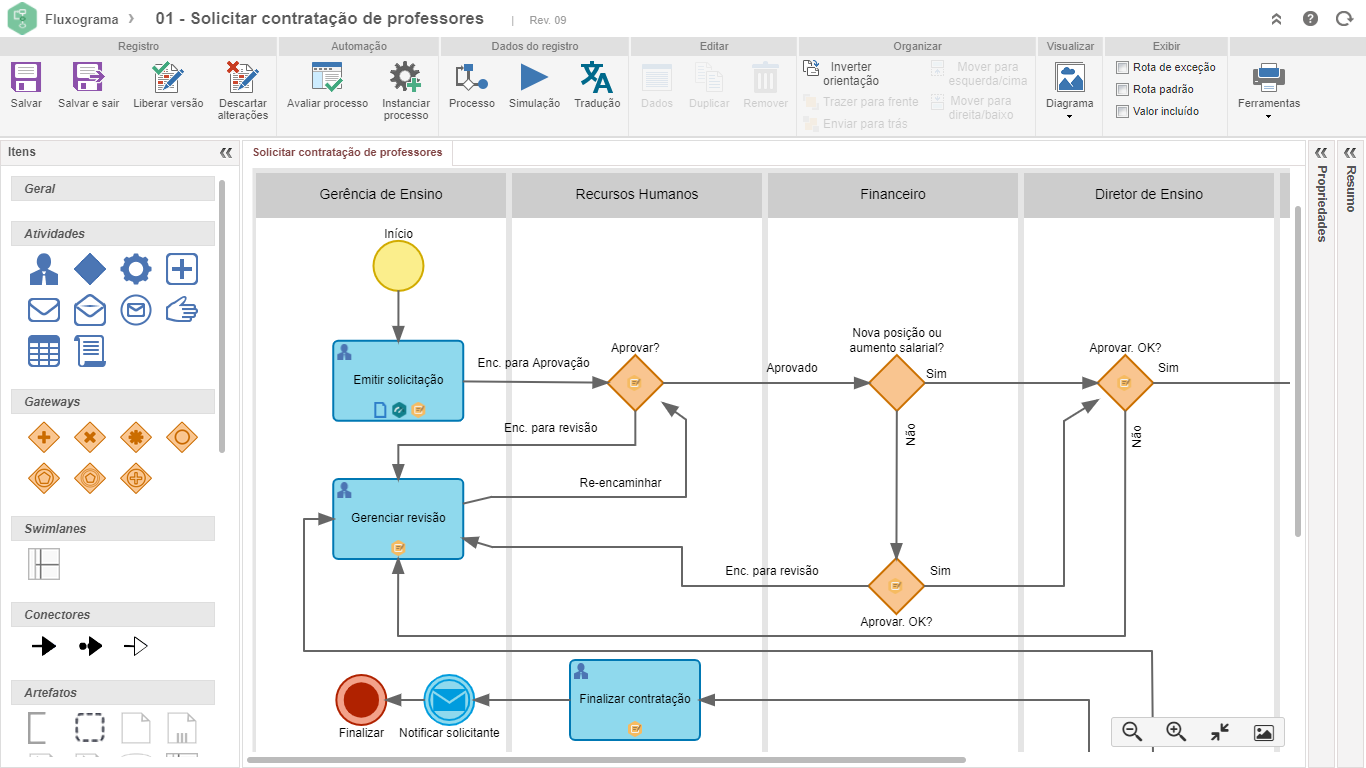 Fluxograma
01 - Solicitar contratação de professores
| Rev. 09
Registro
Automação
Dados do registro
Editar
Organizar
Visualizar
Exibir
Salvar
Salvar e sair
Liberar versão
Descartar
alterações
Avaliar processo
Instanciar
processo
Processo
Simulação
Tradução
Dados
Duplicar
Remover
Inverter
orientação
Trazer para frente
Enviar para trás
Mover para
esquerda/cima
Mover para
direita/baixo
Diagrama
Rota de exceção
Rota padrão
Valor incluído
Ferramentas
Itens
Geral
Atividades
Gateways
Swimlanes
Conectores
Artefatos
Solicitar contratação de professores
Gerência de Ensino
Recursos Humanos
Financeiro
Diretor de Ensino
Início
Emitir solicitação
Enc. para Aprovação
Aprovar?
Aprovado
Nova posição ou
aumento salarial?
Sim
Aprovar. OK?
Sim
Enc. para revisão
Não
Não
Re-encaminhar
Gerenciar revisão
Enc. para revisão
Sim
Aprovar. OK?
Finalizar contratação
Finalizar
Notificar solicitante
Propriedades
Resumo